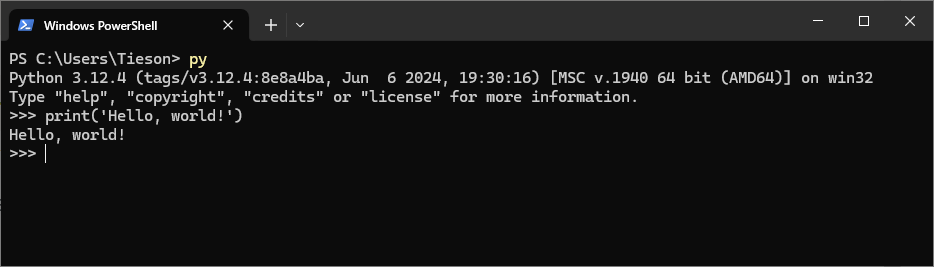 Windows PowerShell
PS C:\Users\Tieson> py
Python 3.12.4 (tags/v3.12.4:8e8a4ba, Jun  6 2024, 19:30:16) [MSC v.1940 64 bit (AMD64)] on win32
Type "help", "copyright", "credits" or "license" for more information.
>>> print('Hello, world!')
Hello, world!
>>>